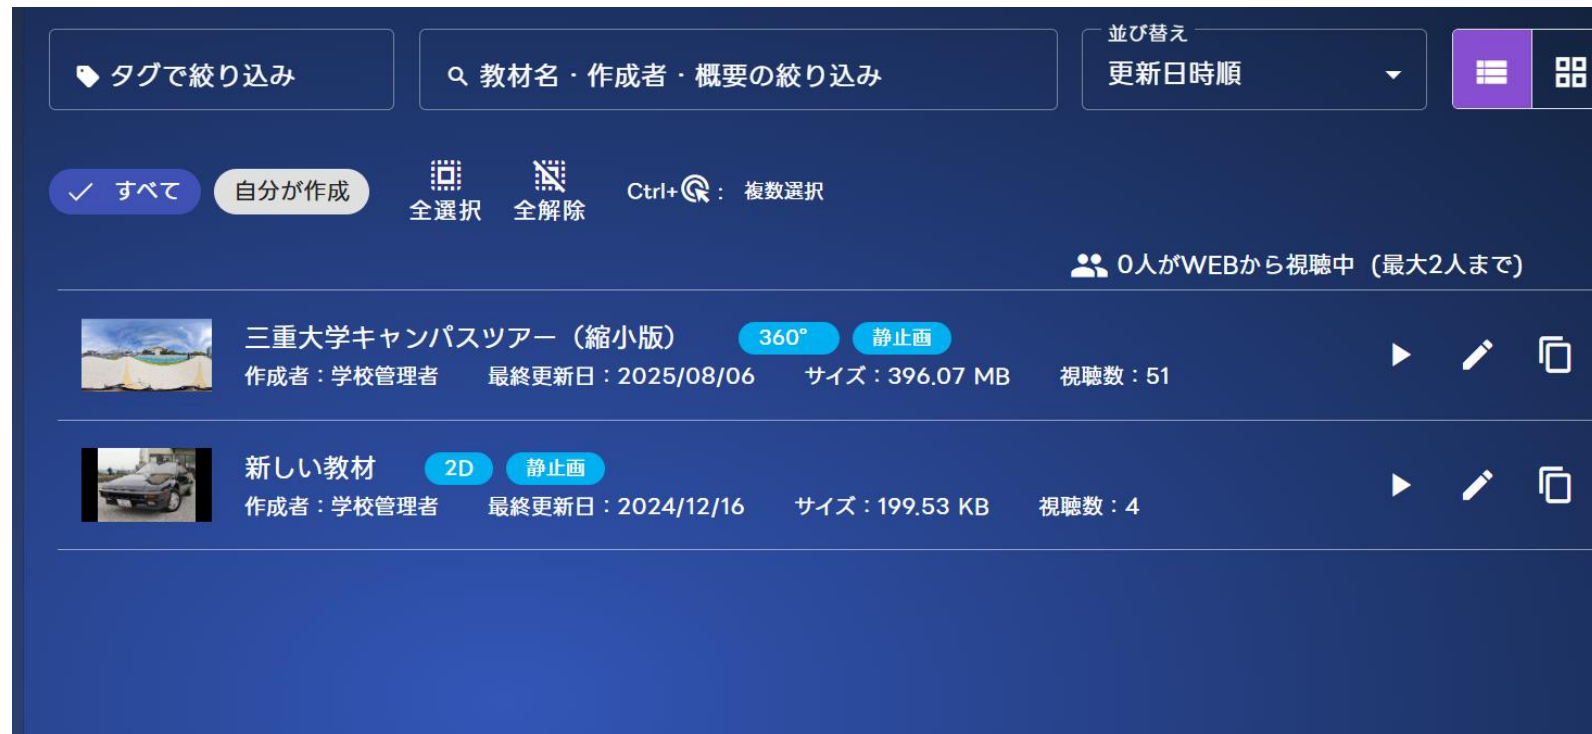 タグで絞り込み
教材名・作成者・概要の絞り込み
並び替え
更新日時順
すべて
自分が作成
全選択
全解除
Ctrl+ : 複数選択
0人がWEBから視聴中 (最大2人まで)
三重大学キャンパスツアー（縮小版） 360° 静止画
作成者：学校管理者 最終更新日：2025/08/06 サイズ：396.07 MB 視聴数：51
新しい教材 2D 静止画
作成者：学校管理者 最終更新日：2024/12/16 サイズ：199.53 KB 視聴数：4